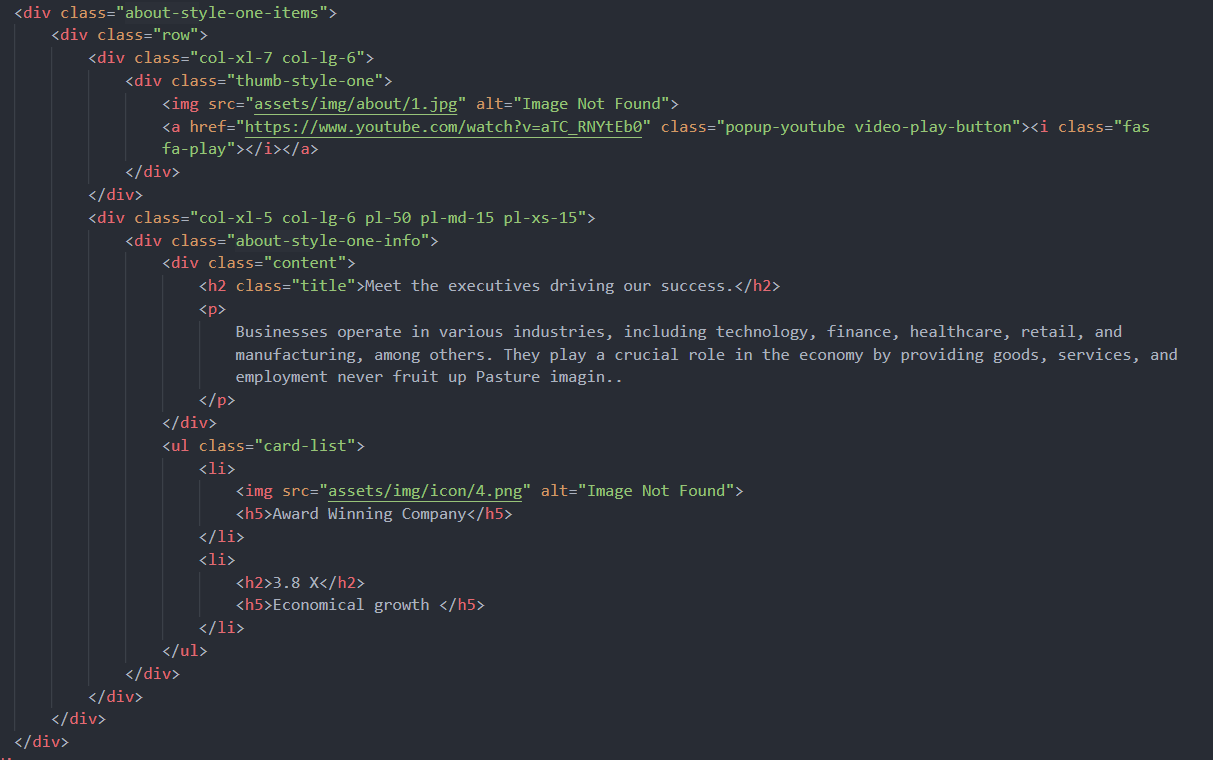 <div class="about-style-one-items">
<div class="row">
<div class="col-xl-7 col-lg-6">
<div class="thumb-style-one">
<img src="assets/img/about/1.jpg" alt="Image Not Found">
<a href="https://www.youtube.com/watch?v=aTC_RNYtEb0" class="popup-youtube video-play-button"><i class="fas
fa-play"></i></a>
</div>
</div>
<div class="col-xl-5 col-lg-6 pl-50 pl-md-15 pl-xs-15">
<div class="about-style-one-info">
<div class="content">
<h2 class="title">Meet the executives driving our success.</h2>
<p>
Businesses operate in various industries, including technology, finance, healthcare, retail, and
manufacturing, among others. They play a crucial role in the economy by providing goods, services, and
employment never fruit up Pasture imagin..
</p>
</div>
<ul class="card-list">
<li>
<img src="assets/img/icon/4.png" alt="Image Not Found">
<h5>Award Winning Company</h5>
</li>
<li>
<h2>3.8 X</h2>
<h5>Economical growth </h5>
</li>
</ul>
</div>
</div>
</div>
</div>